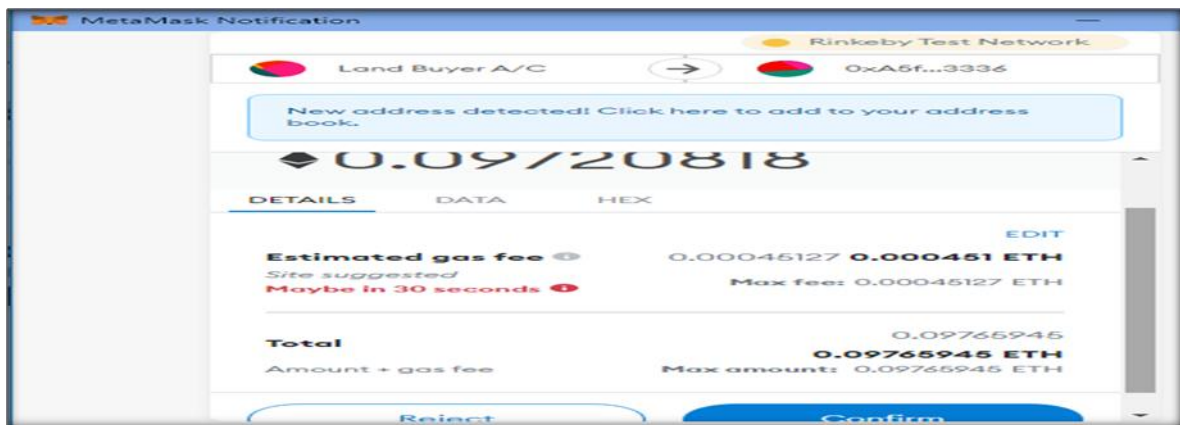 MetaMask Notification
Rinkeby Test Network
Land Buyer A/C
0xA5f...3336
New address detected! Click here to add to your address
book.
0.09720818
DETAILS DATA HEX
EDIT
Estimated gas fee 0.00045127 0.000451 ETH
Site suggested
Maybe in 30 seconds Max fee: 0.00045127 ETH
0.09765945
Total
0.09765945 ETH
Amount + gas fee Max amount: 0.09765945 ETH
Reject Confirm